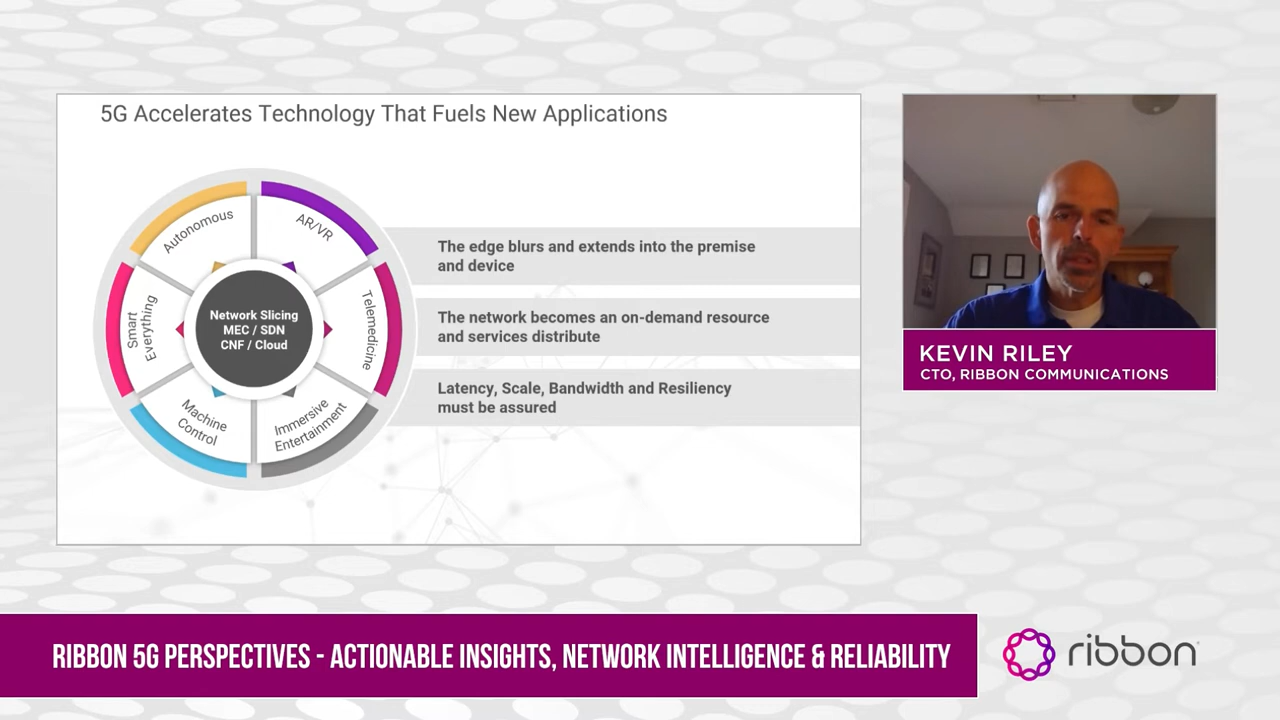 5G Accelerates Technology That Fuels New Applications
Autonomous
AR/VR
Telemedicine
Immersive
Entertainment
Machine
Control
Smart
Everything
Network Slicing
MEC / SDN
CNF / Cloud
The edge blurs and extends into the premise
and device
The network becomes an on-demand resource
and services distribute
Latency, Scale, Bandwidth and Resiliency
must be assured
KEVIN RILEY
CTO, RIBBON COMMUNICATIONS
RIBBON 5G PERSPECTIVES - ACTIONABLE INSIGHTS, NETWORK INTELLIGENCE & RELIABILITY
ribbon